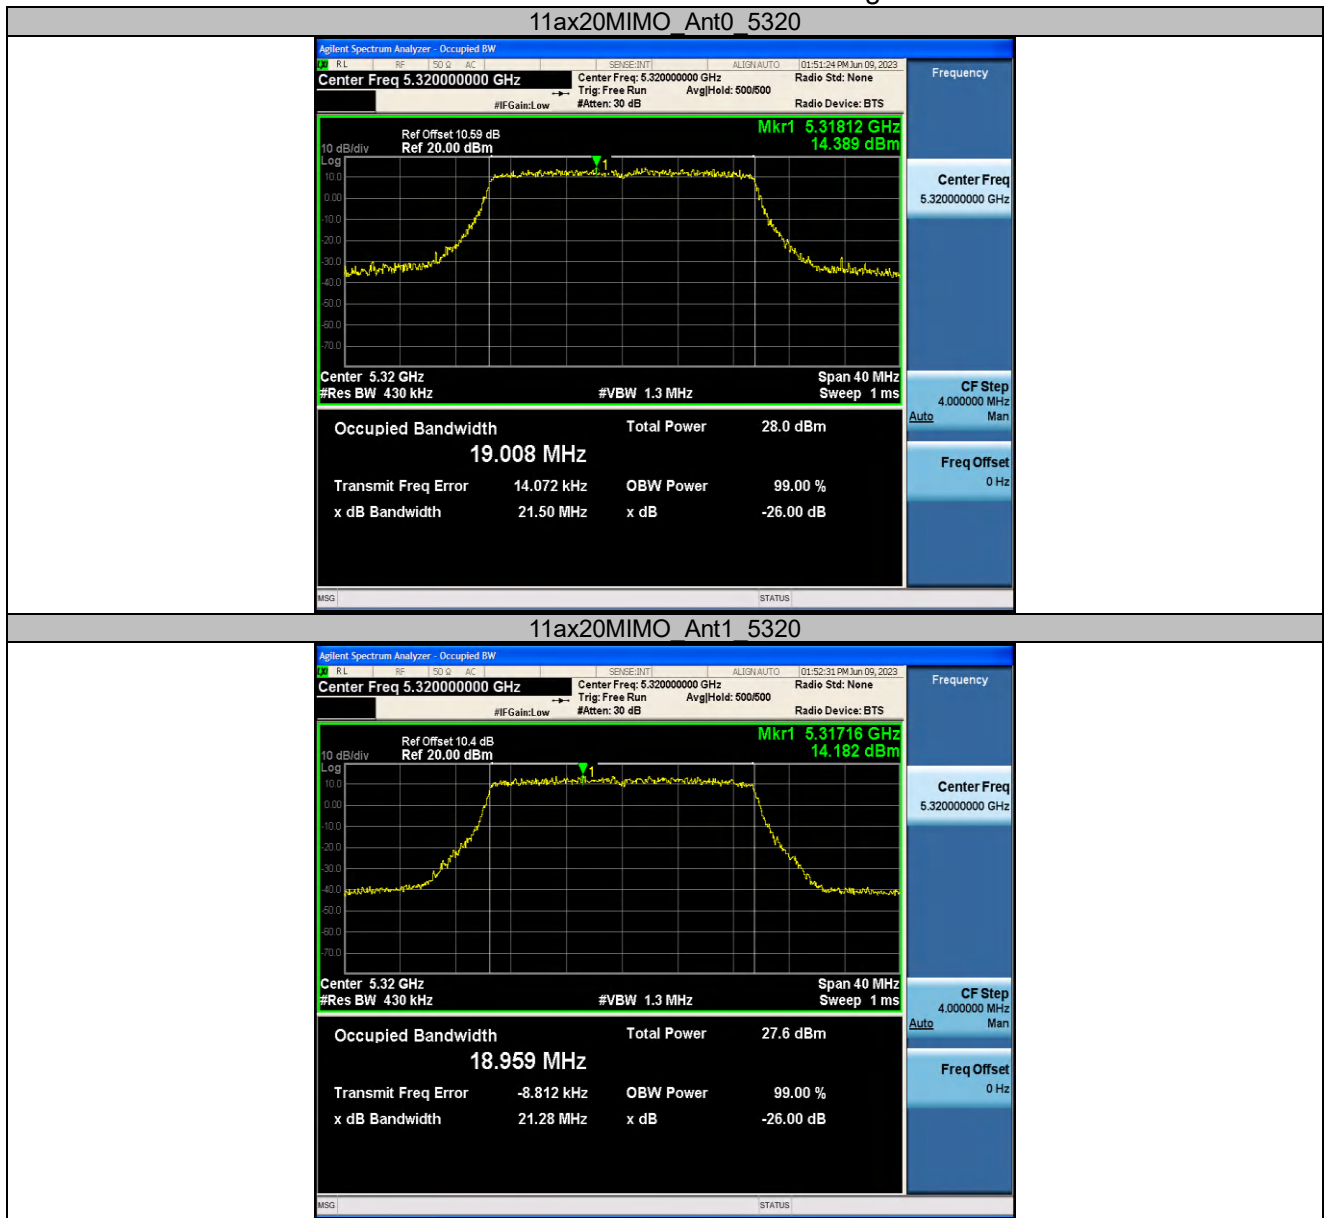 11ax20MIMO_Ant0_5320
Agilent Spectrum Analyzer - Occupied BW
RL RF 50 Ω AC SENSE:INT ALIGNAUTO 01:51:24 PM Jun 09, 2023
Center Freq 5.320000000 GHz Center Freq: 5.320000000 GHz Radio Std: None Frequency
Trig: Free Run Avg|Hold: 500/500
#IFGain:Low #Atten: 30 dB Radio Device: BTS
Mkr1 5.31812 GHz
Ref Offset 10.59 dB 14.389 dBm
10 dB/div Ref 20.00 dBm
Log
1
10.0
0.00
-10.0
-20.0
-30.0
-40.0
-50.0
-60.0
-70.0
Center Freq
5.320000000 GHz
Center 5.32 GHz Span 40 MHz
#Res BW 430 kHz #VBW 1.3 MHz Sweep 1 ms
CF Step
4.000000 MHz
Auto Man
Occupied Bandwidth Total Power 28.0 dBm
19.008 MHz
Freq Offset
0 Hz
Transmit Freq Error 14.072 kHz OBW Power 99.00 %
x dB Bandwidth 21.50 MHz x dB -26.00 dB
MSG STATUS
11ax20MIMO_Ant1_5320
Agilent Spectrum Analyzer - Occupied BW
RL RF 50 Ω AC SENSE:INT ALIGNAUTO 01:52:31 PM Jun 09, 2023
Center Freq 5.320000000 GHz Center Freq: 5.320000000 GHz Radio Std: None Frequency
Trig: Free Run Avg|Hold: 500/500
#IFGain:Low #Atten: 30 dB Radio Device: BTS
Mkr1 5.31716 GHz
Ref Offset 10.4 dB 14.182 dBm
10 dB/div Ref 20.00 dBm
Log
1
10.0
0.00
-10.0
-20.0
-30.0
-40.0
-50.0
-60.0
-70.0
Center Freq
5.320000000 GHz
Center 5.32 GHz Span 40 MHz
#Res BW 430 kHz #VBW 1.3 MHz Sweep 1 ms
CF Step
4.000000 MHz
Auto Man
Occupied Bandwidth Total Power 27.6 dBm
18.959 MHz
Freq Offset
0 Hz
Transmit Freq Error -8.812 kHz OBW Power 99.00 %
x dB Bandwidth 21.28 MHz x dB -26.00 dB
MSG STATUS